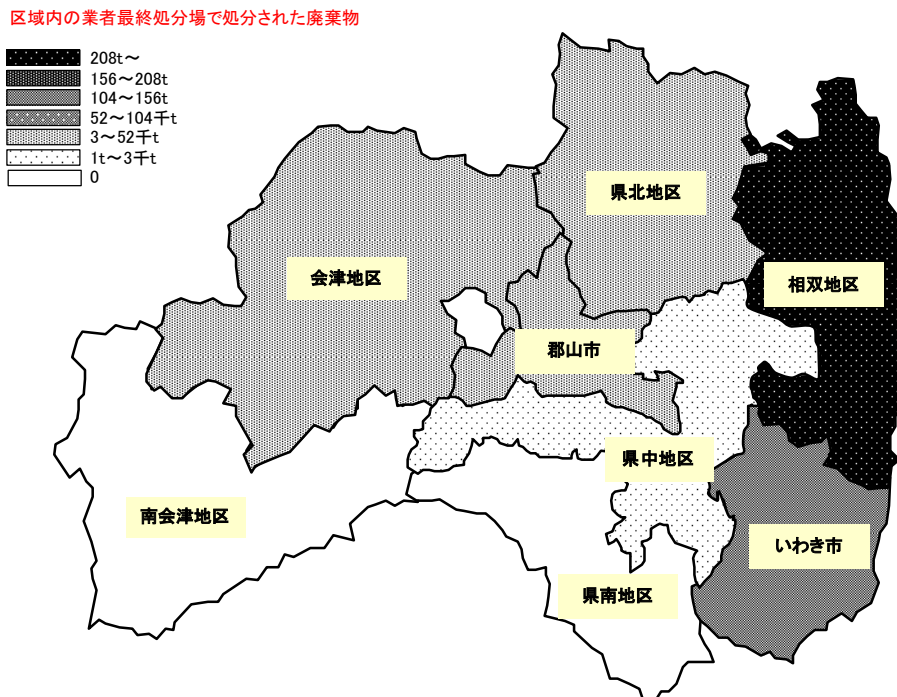 区域内の業者最終処分場で処分された廃棄物
208t～
156～208t
104～156t
52～104千t
3～52千t
1t～3千t
0
県北地区
会津地区
相双地区
郡山市
県中地区
南会津地区
いわき市
県南地区